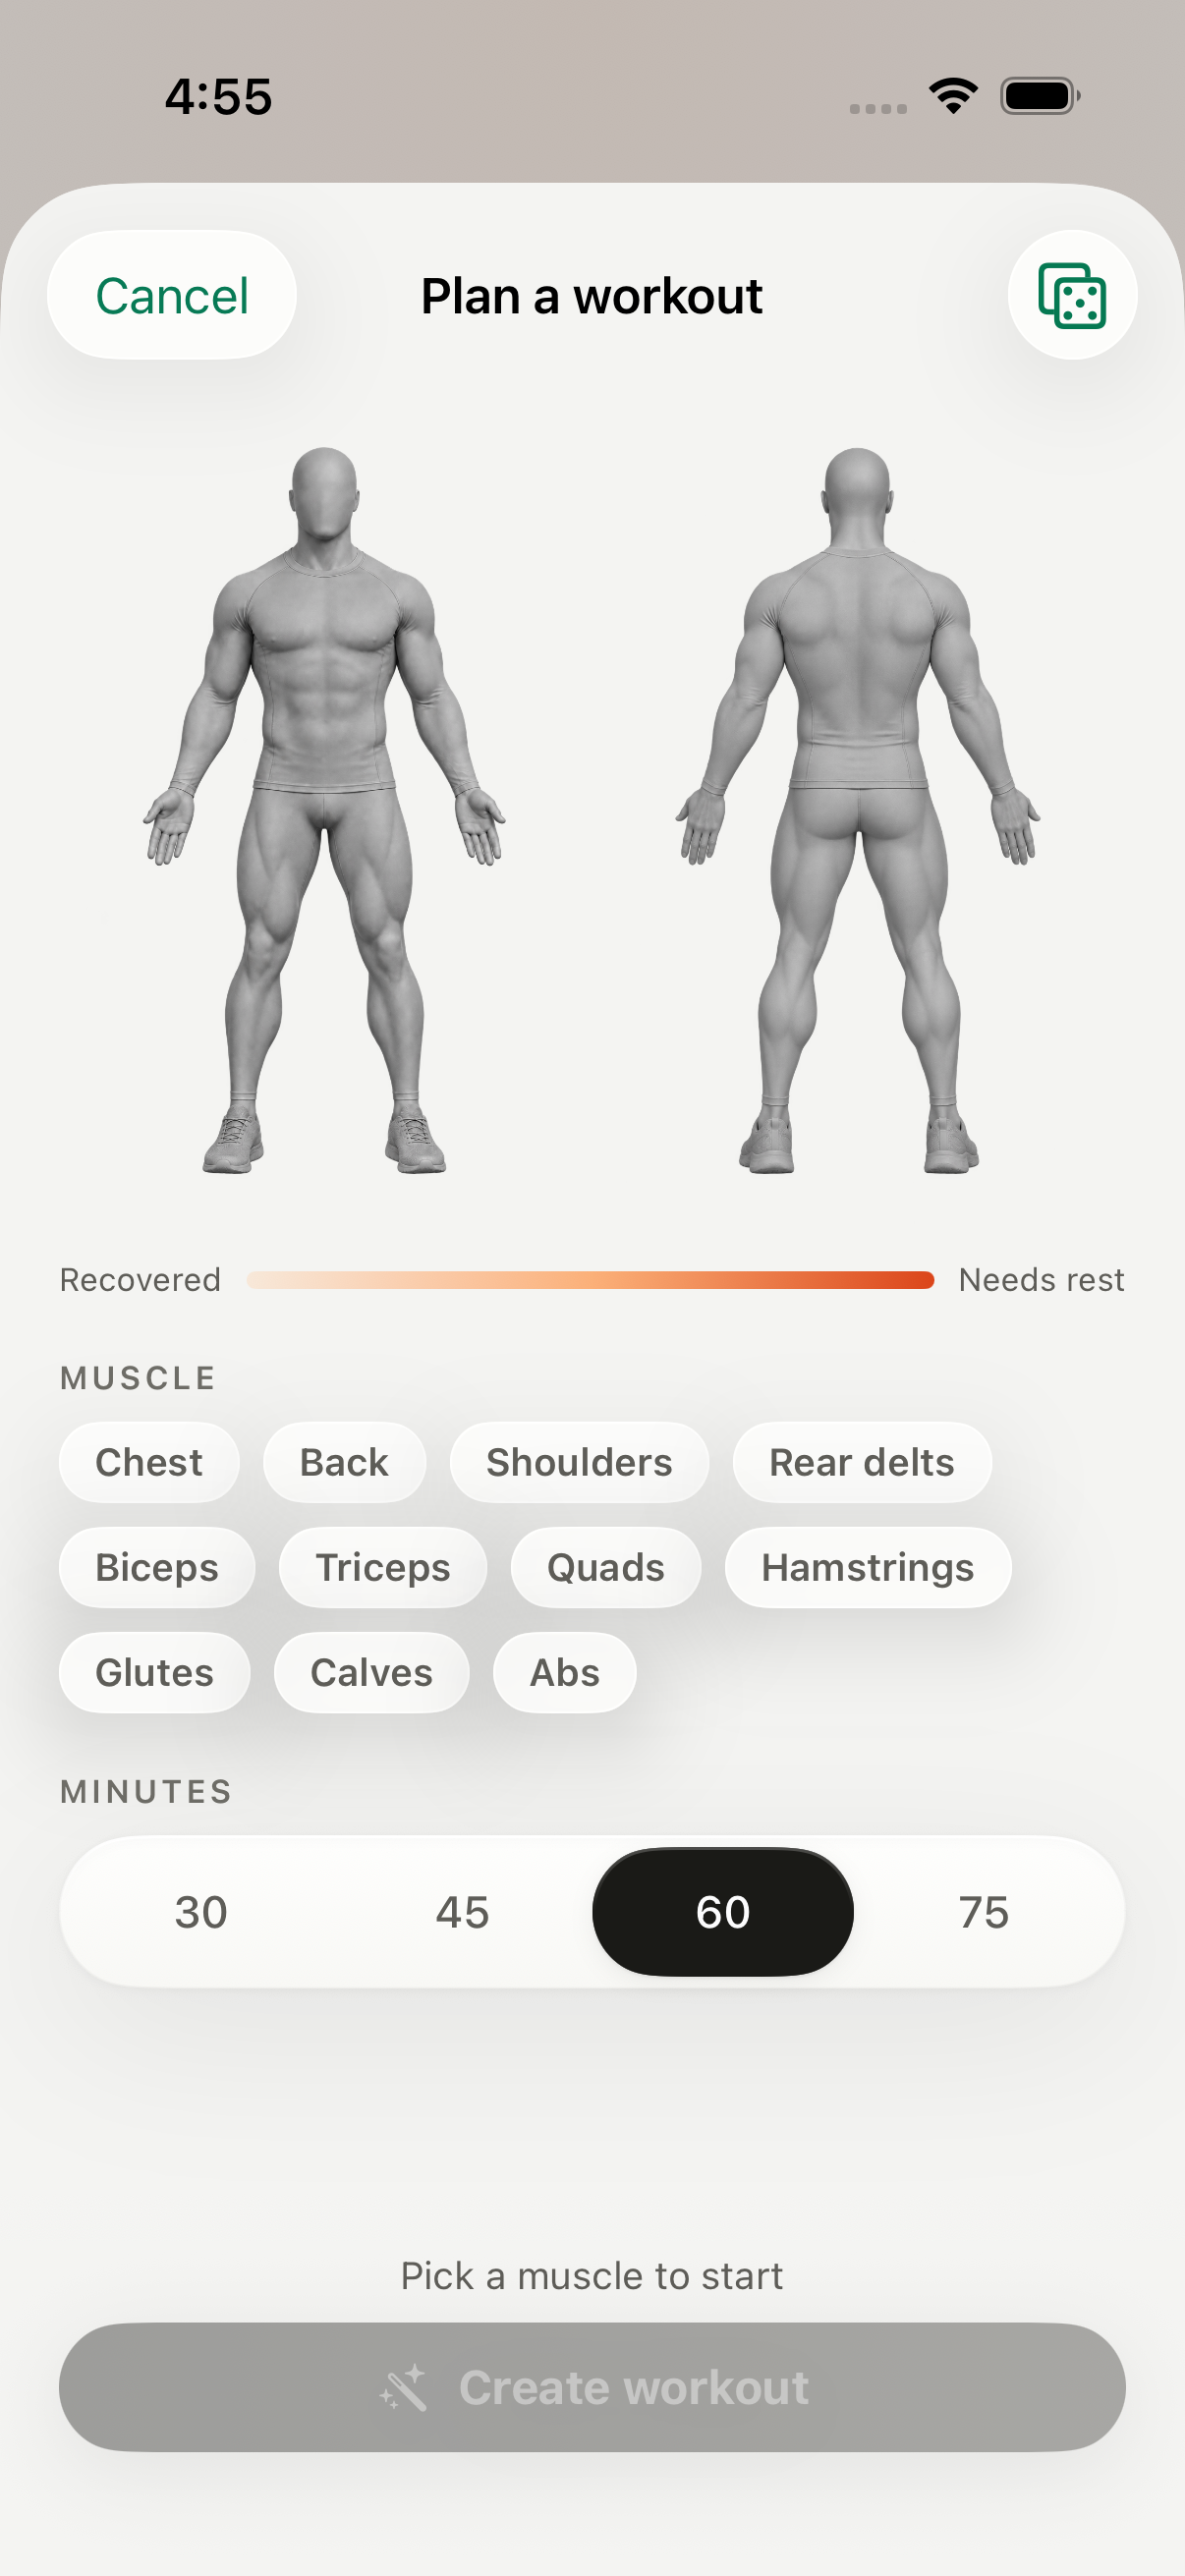 4:55
Cancel
Plan a workout
Recovered
Needs rest
MUSCLE
Chest Back Shoulders Rear delts
Biceps Triceps Quads Hamstrings
Glutes Calves Abs
MINUTES
30 45 60 75
Pick a muscle to start
Create workout